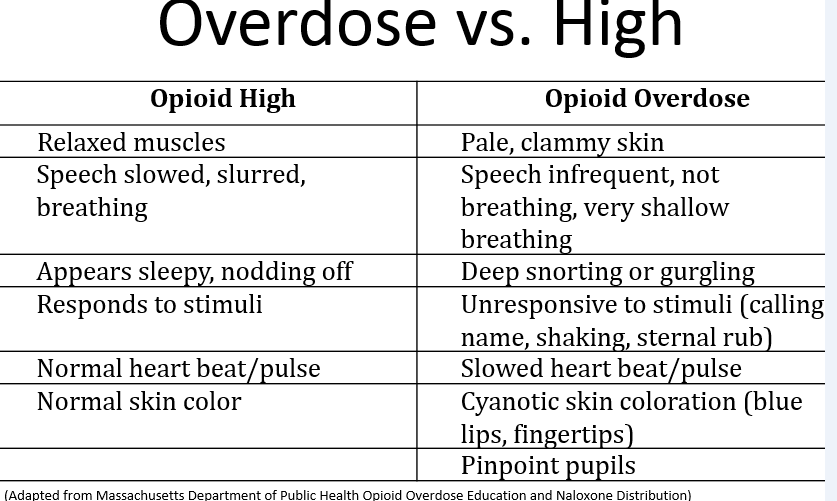 Overdose vs. High
Opioid High Opioid Overdose
Relaxed muscles Pale, clammy skin
Speech slowed, slurred, Speech infrequent, not
breathing breathing, very shallow
breathing
Appears sleepy, nodding off Deep snorting or gurgling
Responds to stimuli Unresponsive to stimuli (calling
name, shaking, sternal rub)
Normal heart beat/pulse Slowed heart beat/pulse
Normal skin color Cyanotic skin coloration (blue
lips, fingertips)
Pinpoint pupils
(Adapted from Massachusetts Department of Public Health Opioid Overdose Education and Naloxone Distribution)